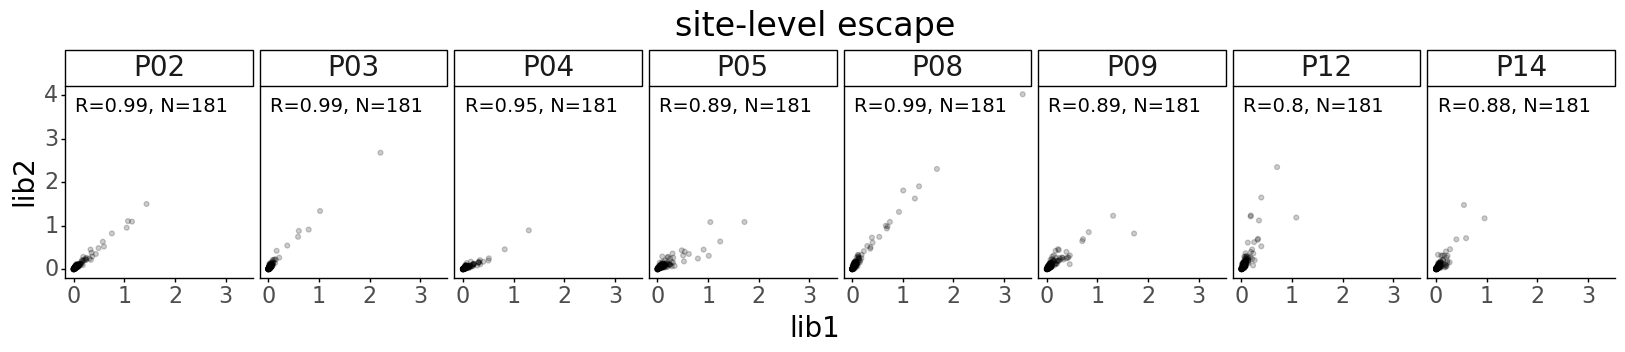 site-level escape
P02 P03 P04 P05 P08 P09 P12 P14
R=0.99, N=181 R=0.99, N=181 R=0.95, N=181 R=0.89, N=181 R=0.99, N=181 R=0.89, N=181 R=0.8, N=181 R=0.88, N=181
4
3
2
1
0
lib2
0 1 2 3 0 1 2 3 0 1 2 3 0 1 2 3 0 1 2 3 0 1 2 3 0 1 2 3 0 1 2 3
lib1